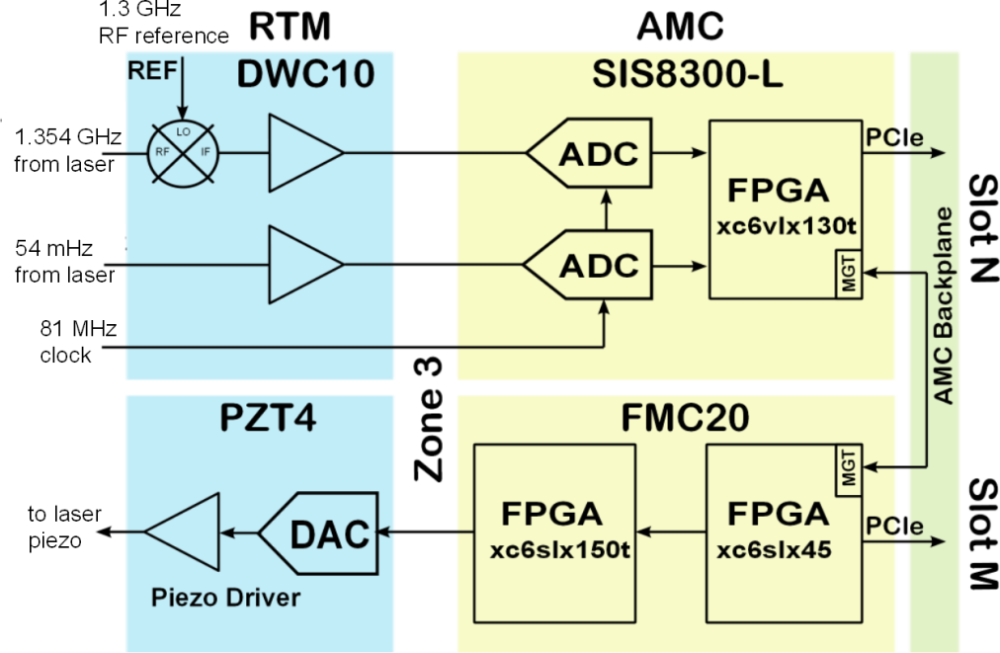 1.3 GHz
RF reference
RTM
AMC
REF
DWC10
SIS8300-L
LO
RF
IF
1.354 GHz
from laser
ADC
FPGA
xc6vlx130t
MGT
PCIe
54 mHz
from laser
ADC
81 MHz
clock
Slot N
AMC Backplane
Zone 3
PZT4
FMC20
to laser
piezo
DAC
Piezo Driver
FPGA
xc6slx150t
FPGA
xc6slx45
MGT
PCIe
Slot M